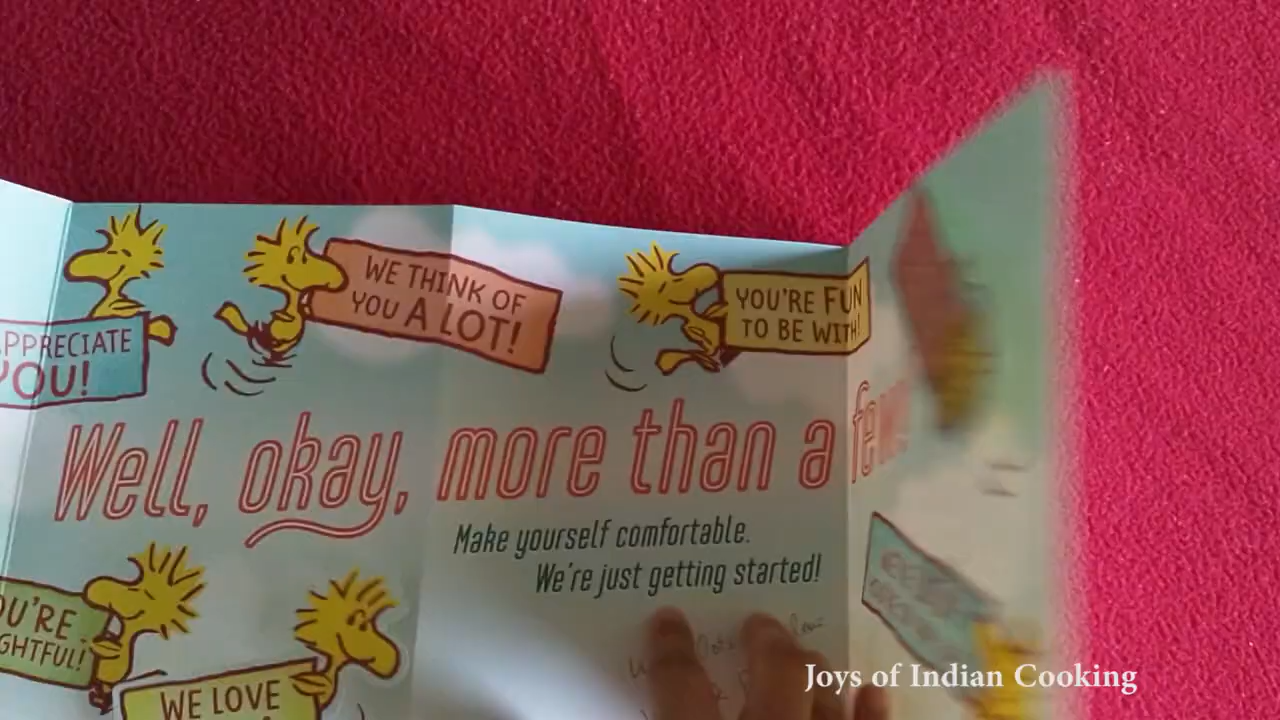 WE THINK OF
YOU A LOT!
YOU'RE FUN
TO BE WITH!
PPRECIATE
YOU!
Well, okay, more than a few
Make yourself comfortable.
We're just getting started!
OU'RE
GHTFUL!
WE LOVE
Joys of Indian Cooking